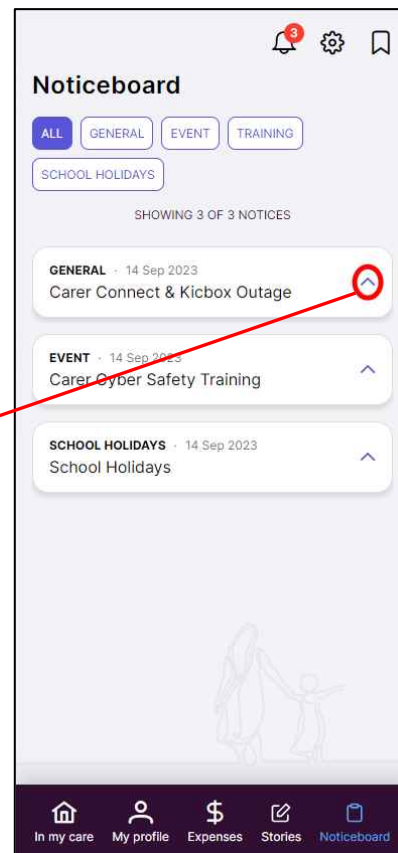 3
Noticeboard
ALL GENERAL EVENT TRAINING
SCHOOL HOLIDAYS
SHOWING 3 OF 3 NOTICES
GENERAL · 14 Sep 2023
Carer Connect & Kicbox Outage
EVENT · 14 Sep 2023
Carer Cyber Safety Training
SCHOOL HOLIDAYS · 14 Sep 2023
School Holidays
In my care My profile Expenses Stories Noticeboard